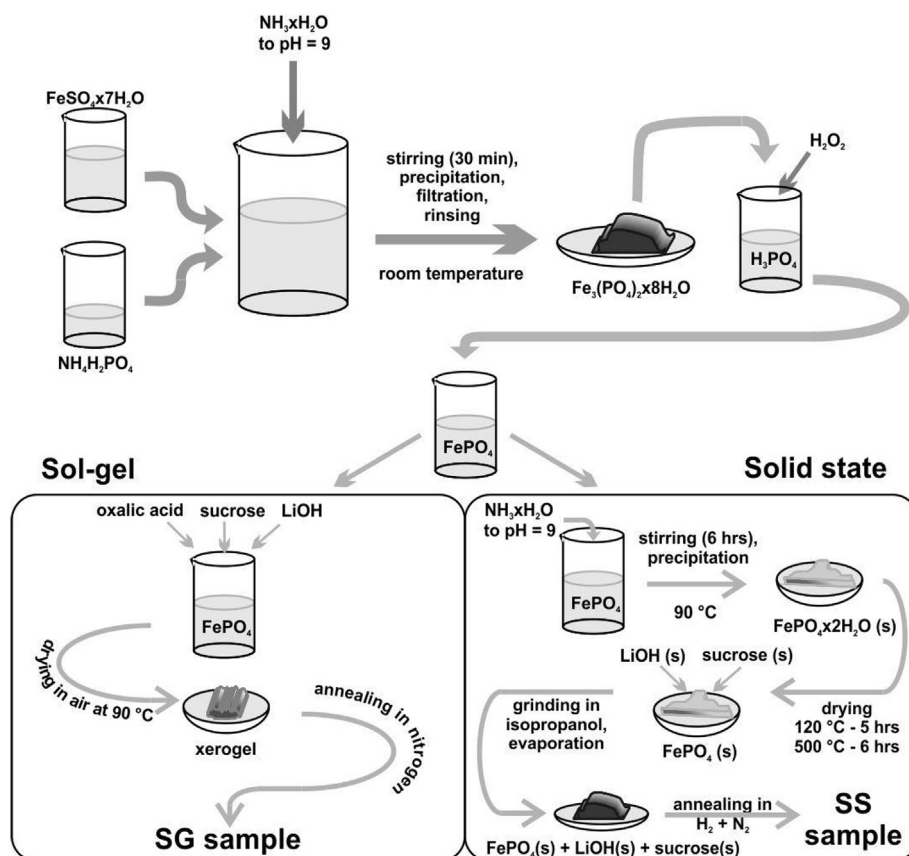 NH₃xH₂O
to pH = 9
FeSO₄x7H₂O
stirring (30 min),
precipitation,
filtration,
rinsing
room temperature
H₂O₂
H₃PO₄
Fe₃(PO₄)₂x8H₂O
NH₄H₂PO₄
FePO₄
Sol-gel
oxalic acid
sucrose
LiOH
FePO₄
drying in air at 90 °C
xerogel
annealing in nitrogen
SG sample
Solid state
NH₃xH₂O
to pH = 9
FePO₄
stirring (6 hrs),
precipitation
90 °C
FePO₄x2H₂O (s)
drying
120 °C - 5 hrs
500 °C - 6 hrs
LiOH (s)
sucrose (s)
FePO₄ (s)
grinding in
isopropanol,
evaporation
FePO₄(s) + LiOH(s) + sucrose(s)
annealing in
H₂ + N₂
SS
sample